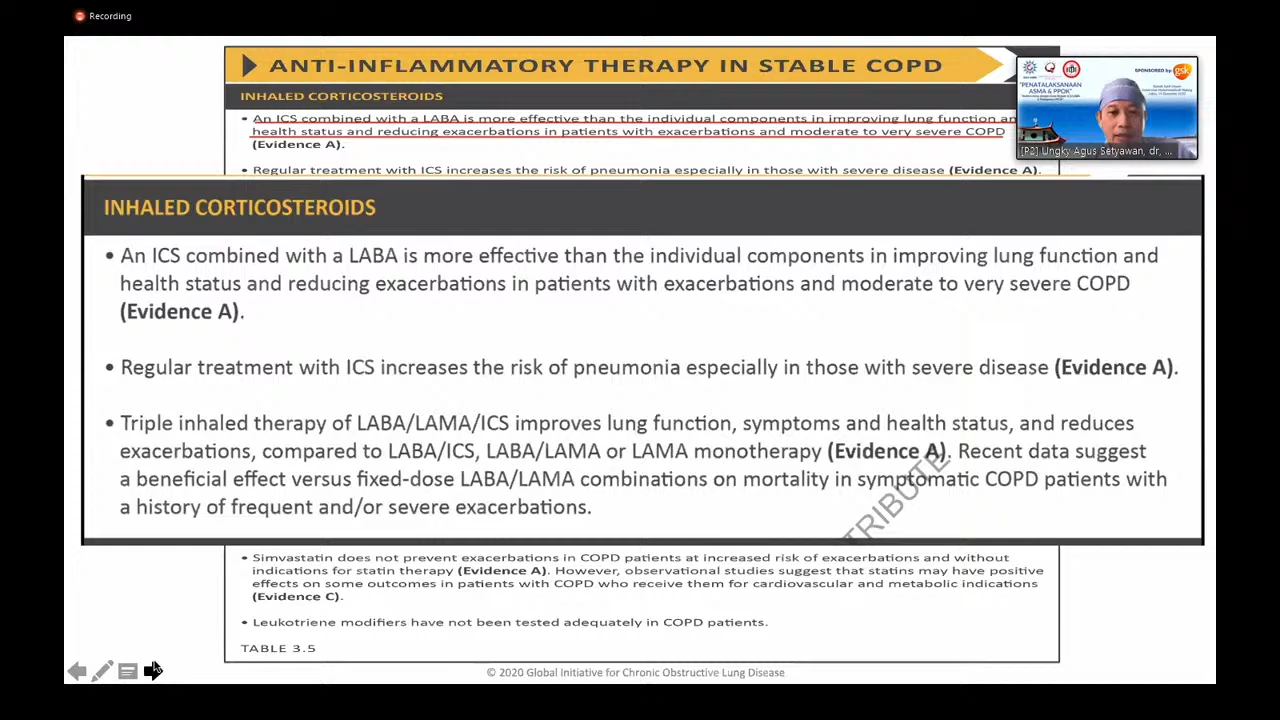 Recording
ANTI-INFLAMMATORY THERAPY IN STABLE COPD
INHALED CORTICOSTEROIDS
• An ICS combined with a LABA is more effective than the individual components in improving lung function an
health status and reducing exacerbations in patients with exacerbations and moderate to very severe COPD
(Evidence A).
• Regular treatment with ICS increases the risk of pneumonia especially in those with severe disease (Evidence A).
SPONSORED by
gsk
"PENATALAKSANAAN
ASMA & PPOK"
[P2] Ungky Agus Setyawan, dr, ...
INHALED CORTICOSTEROIDS
• An ICS combined with a LABA is more effective than the individual components in improving lung function and
health status and reducing exacerbations in patients with exacerbations and moderate to very severe COPD
(Evidence A).
• Regular treatment with ICS increases the risk of pneumonia especially in those with severe disease (Evidence A).
• Triple inhaled therapy of LABA/LAMA/ICS improves lung function, symptoms and health status, and reduces
exacerbations, compared to LABA/ICS, LABA/LAMA or LAMA monotherapy (Evidence A). Recent data suggest
a beneficial effect versus fixed-dose LABA/LAMA combinations on mortality in symptomatic COPD patients with
a history of frequent and/or severe exacerbations.
TRIBUTE
• Simvastatin does not prevent exacerbations in COPD patients at increased risk of exacerbations and without
indications for statin therapy (Evidence A). However, observational studies suggest that statins may have positive
effects on some outcomes in patients with COPD who receive them for cardiovascular and metabolic indications
(Evidence C).
• Leukotriene modifiers have not been tested adequately in COPD patients.
TABLE 3.5
© 2020 Global Initiative for Chronic Obstructive Lung Disease